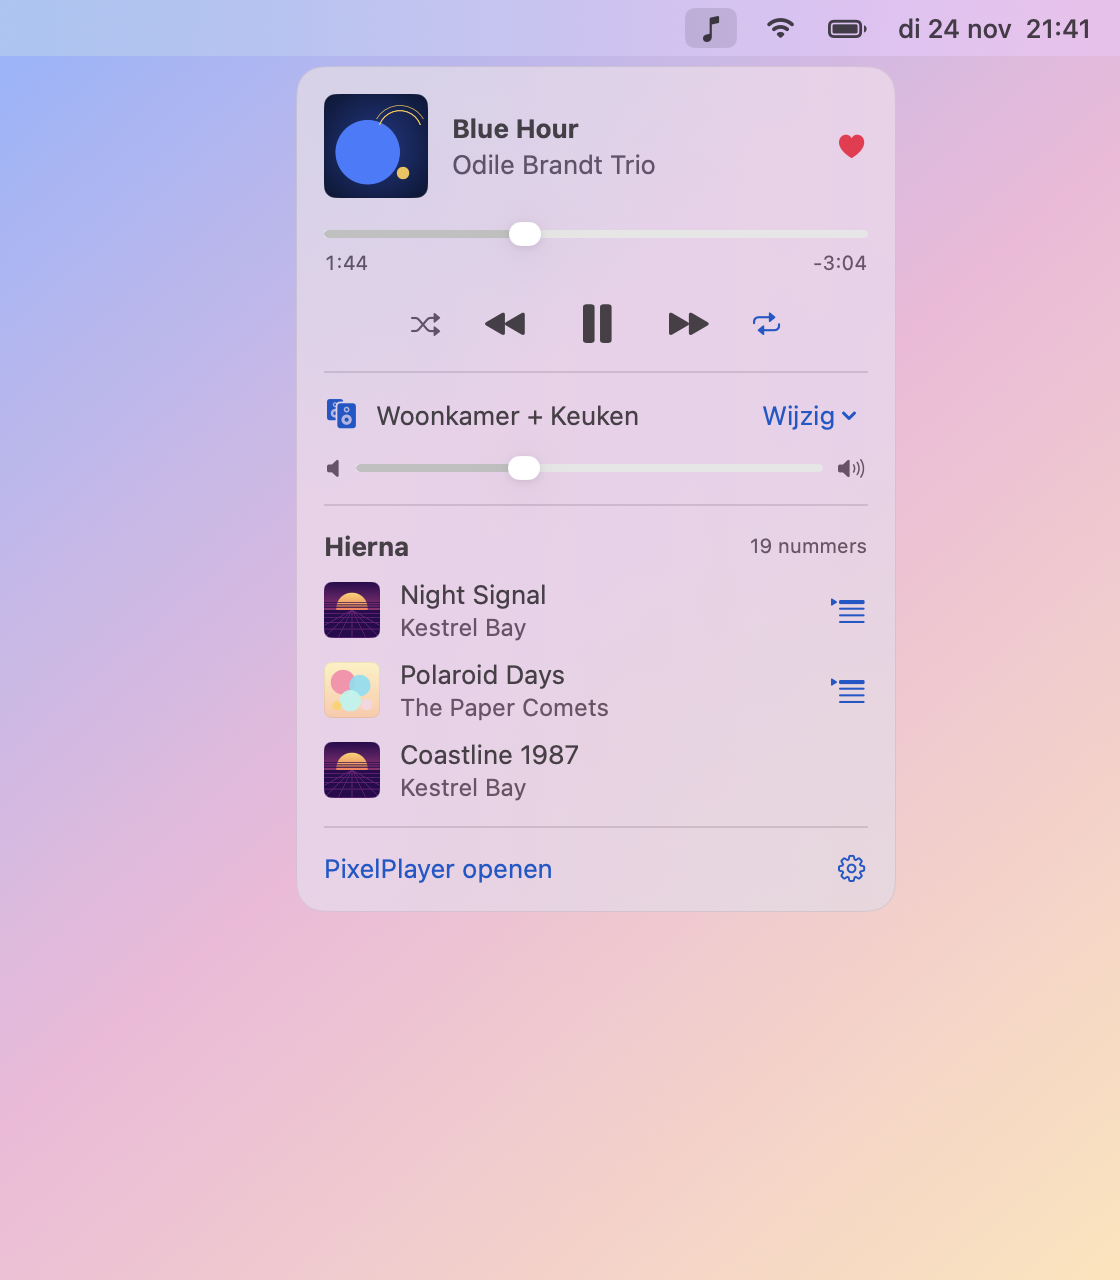 di 24 nov 21:41
Blue Hour
Odile Brandt Trio
1:44 -3:04
Woonkamer + Keuken Wijzig
Hierna 19 nummers
Night Signal
Kestrel Bay
Polaroid Days
The Paper Comets
Coastline 1987
Kestrel Bay
PixelPlayer openen